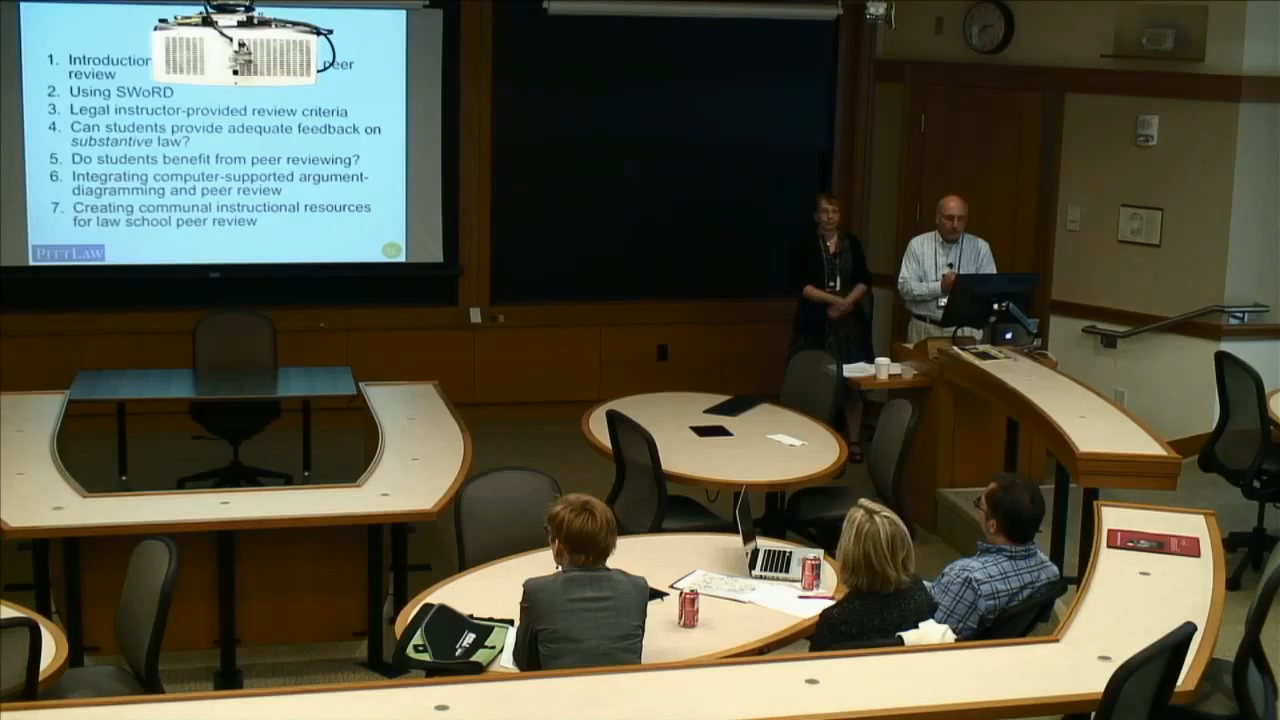 1. Introduction peer
review
2. Using SWoRD
3. Legal instructor-provided review criteria
4. Can students provide adequate feedback on
substantive law?
5. Do students benefit from peer reviewing?
6. Integrating computer-supported argument-
diagramming and peer review
7. Creating communal instructional resources
for law school peer review
PITTLAW